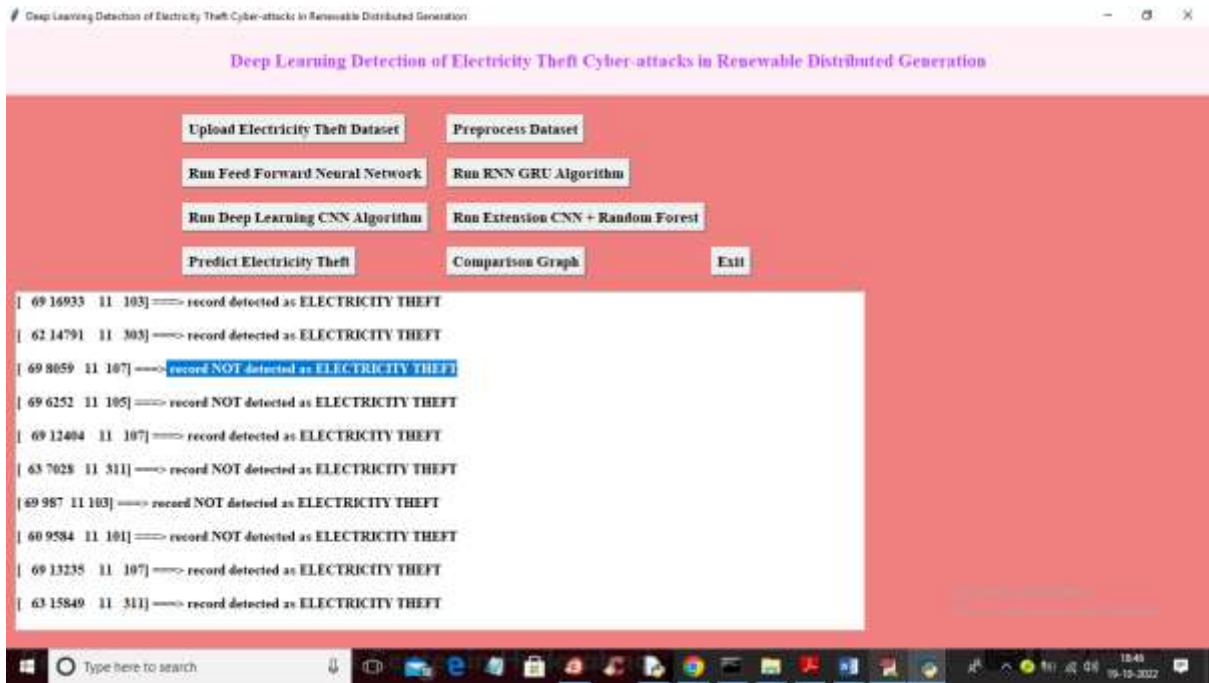 Deep Learning Detection of Electricity Theft Cyber-attacks in Renewable Distributed Generation
Deep Learning Detection of Electricity Theft Cyber-attacks in Renewable Distributed Generation
Upload Electricity Theft Dataset Preprocess Dataset
Run Feed Forward Neural Network Run RNN GRU Algorithm
Run Deep Learning CNN Algorithm Run Extension CNN + Random Forest
Predict Electricity Theft Comparison Graph Exit
[ 69 16933 11 103] ===> record detected as ELECTRICITY THEFT
[ 62 14791 11 303] ===> record detected as ELECTRICITY THEFT
[ 69 8059 11 107] ===> record NOT detected as ELECTRICITY THEFT
[ 69 6252 11 105] ===> record NOT detected as ELECTRICITY THEFT
[ 69 12404 11 107] ===> record detected as ELECTRICITY THEFT
[ 63 7028 11 311] ===> record NOT detected as ELECTRICITY THEFT
[ 69 987 11 103] ===> record NOT detected as ELECTRICITY THEFT
[ 60 9584 11 101] ===> record NOT detected as ELECTRICITY THEFT
[ 69 13235 11 107] ===> record detected as ELECTRICITY THEFT
[ 63 15849 11 311] ===> record detected as ELECTRICITY THEFT
Type here to search
18:46
19-10-2022